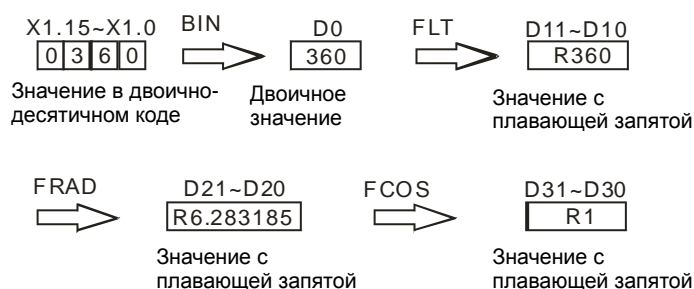 X1.15~X1.0 BIN D0 FLT D11~D10
0 3 6 0 360 R360
Значение в двоично- Двоичное Значение с
десятичном коде значение плавающей запятой
FRAD D21~D20 FCOS D31~D30
R6.283185 R1
Значение с Значение с
плавающей запятой плавающей запятой